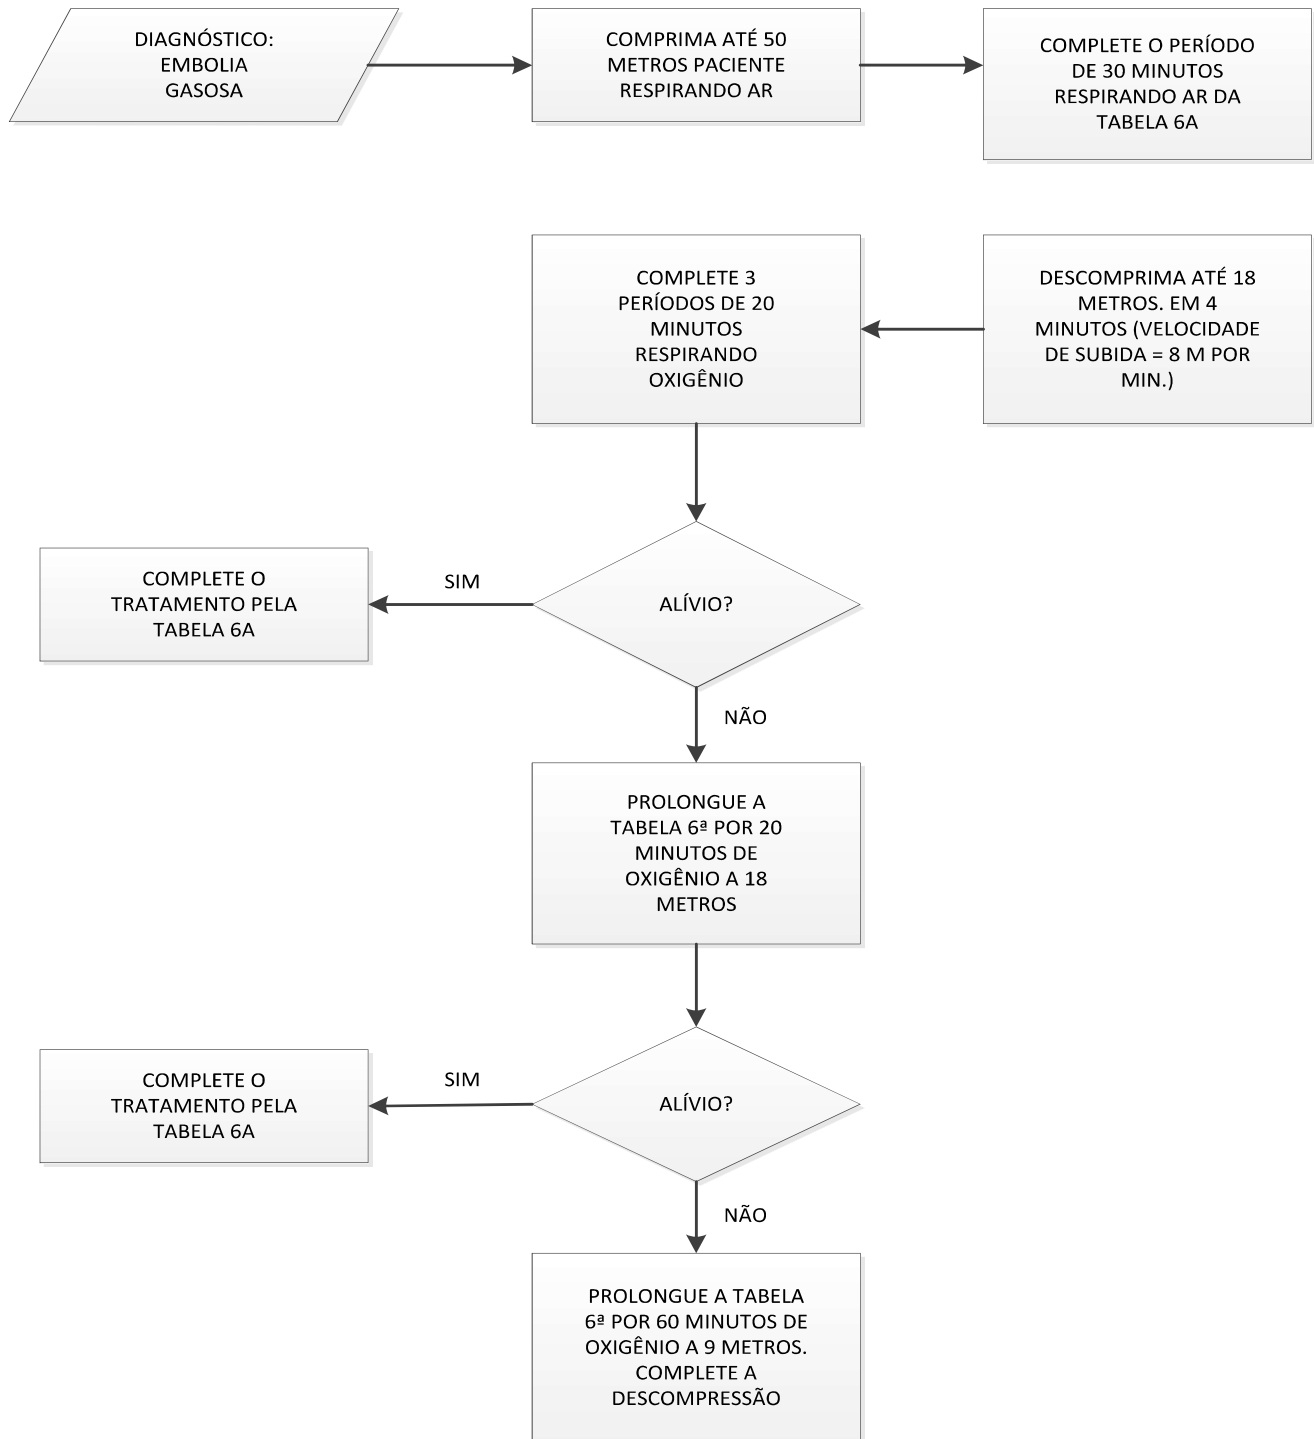 DIAGNÓSTICO:
EMBOLIA
GASOSA
COMPRIMA ATÉ 50
METROS PACIENTE
RESPIRANDO AR
COMPLETE O PERÍODO
DE 30 MINUTOS
RESPIRANDO AR DA
TABELA 6A
DESCOMPRIMA ATÉ 18
METROS. EM 4
MINUTOS (VELOCIDADE
DE SUBIDA = 8 M POR
MIN.)
COMPLETE 3
PERÍODOS DE 20
MINUTOS
RESPIRANDO
OXIGÊNIO
ALÍVIO?
SIM
COMPLETE O
TRATAMENTO PELA
TABELA 6A
NÃO
PROLONGUE A
TABELA 6ª POR 20
MINUTOS DE
OXIGÊNIO A 18
METROS
ALÍVIO?
SIM
COMPLETE O
TRATAMENTO PELA
TABELA 6A
NÃO
PROLONGUE A TABELA
6ª POR 60 MINUTOS DE
OXIGÊNIO A 9 METROS.
COMPLETE A
DESCOMPRESSÃO